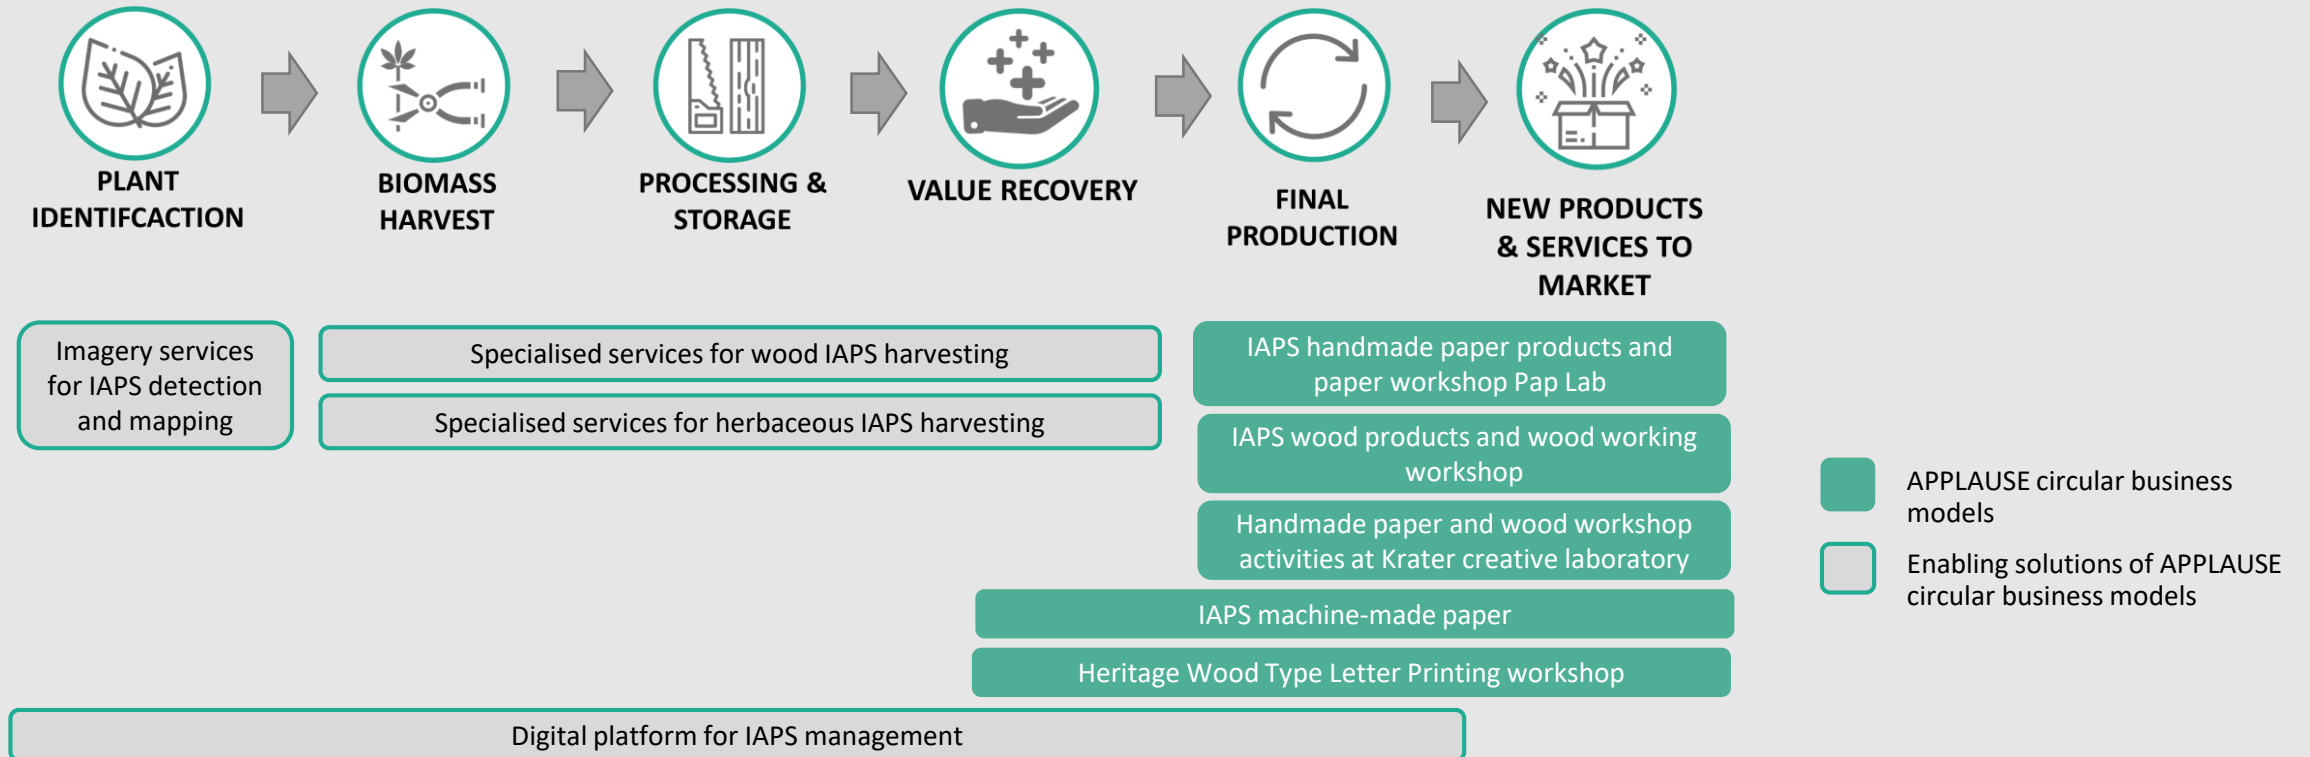 PLANT
IDENTIFCACTION
BIOMASS
HARVEST
PROCESSING &
STORAGE
VALUE RECOVERY
FINAL
PRODUCTION
NEW PRODUCTS
& SERVICES TO
MARKET
Imagery services
for IAPS detection
and mapping
Specialised services for wood IAPS harvesting
Specialised services for herbaceous IAPS harvesting
IAPS handmade paper products and
paper workshop Pap Lab
IAPS wood products and wood working
workshop
Handmade paper and wood workshop
activities at Krater creative laboratory
IAPS machine-made paper
Heritage Wood Type Letter Printing workshop
Digital platform for IAPS management
APPLAUSE circular business
models
Enabling solutions of APPLAUSE
circular business models